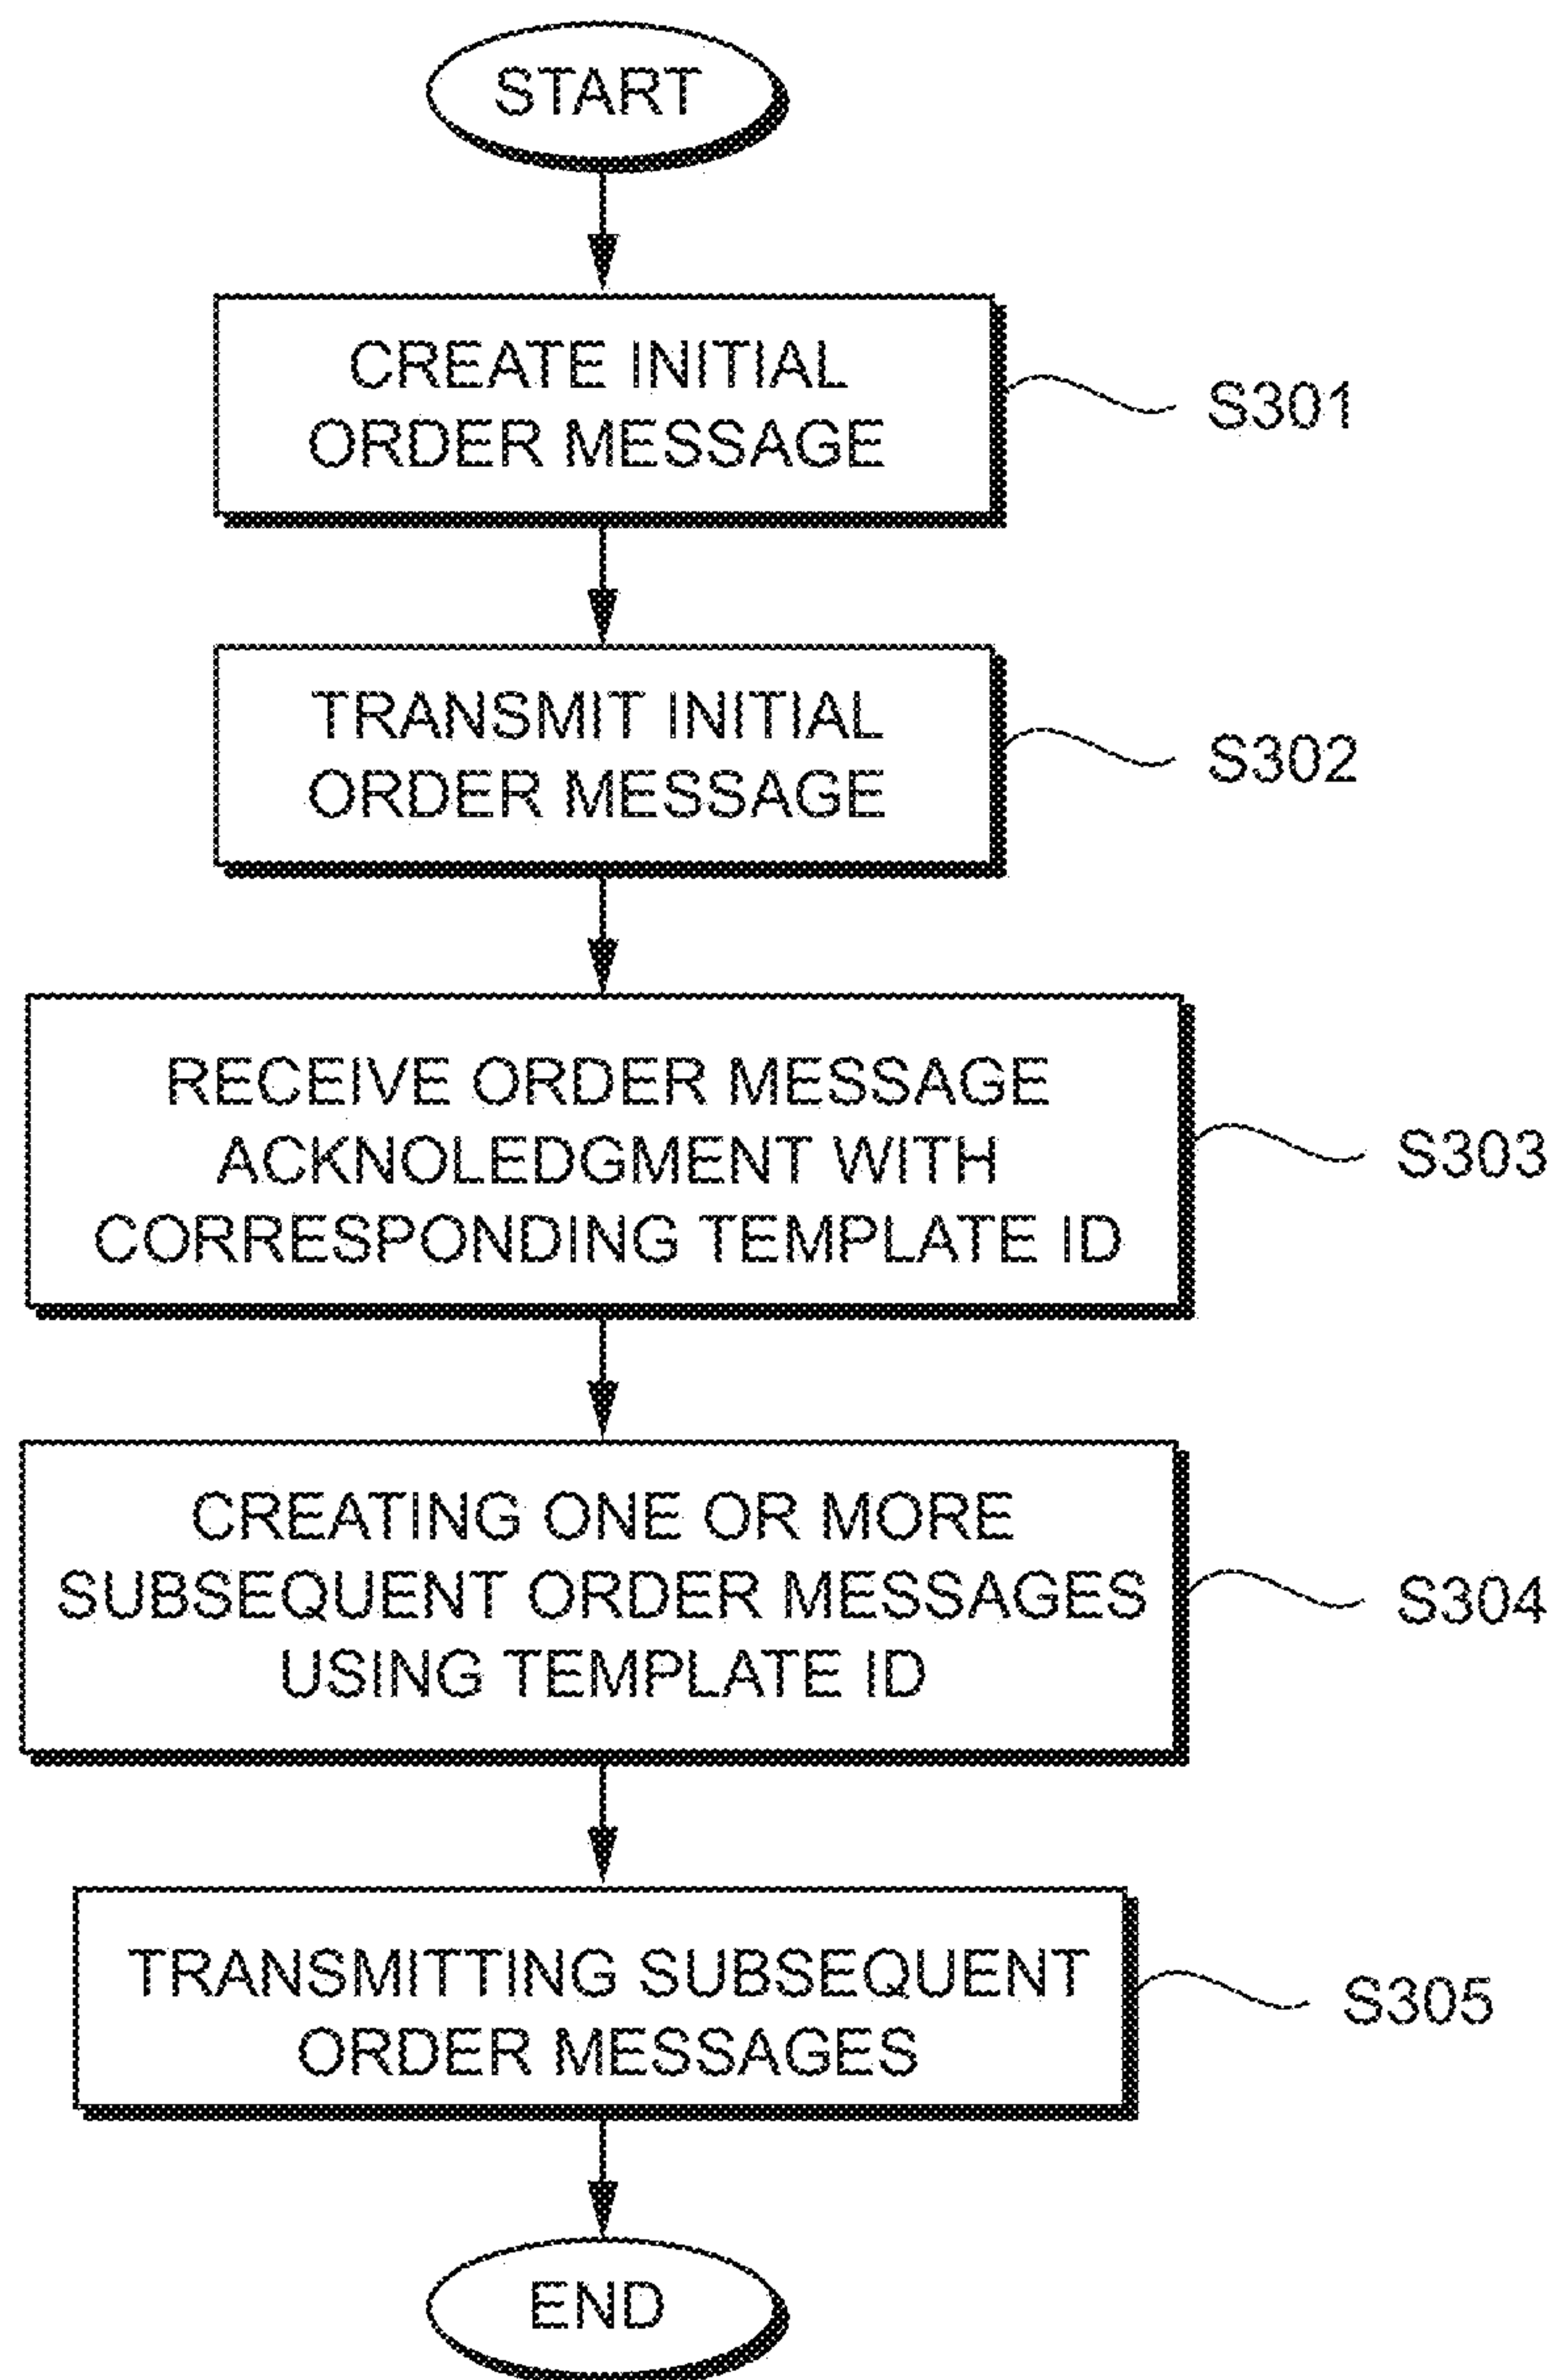 START
CREATE INITIAL
ORDER MESSAGE
S301
TRANSMIT INITIAL
ORDER MESSAGE
S302
RECEIVE ORDER MESSAGE
ACKNOLEDGMENT WITH
CORRESPONDING TEMPLATE ID
S303
CREATING ONE OR MORE
SUBSEQUENT ORDER MESSAGES
USING TEMPLATE ID
S304
TRANSMITTING SUBSEQUENT
ORDER MESSAGES
S305
END